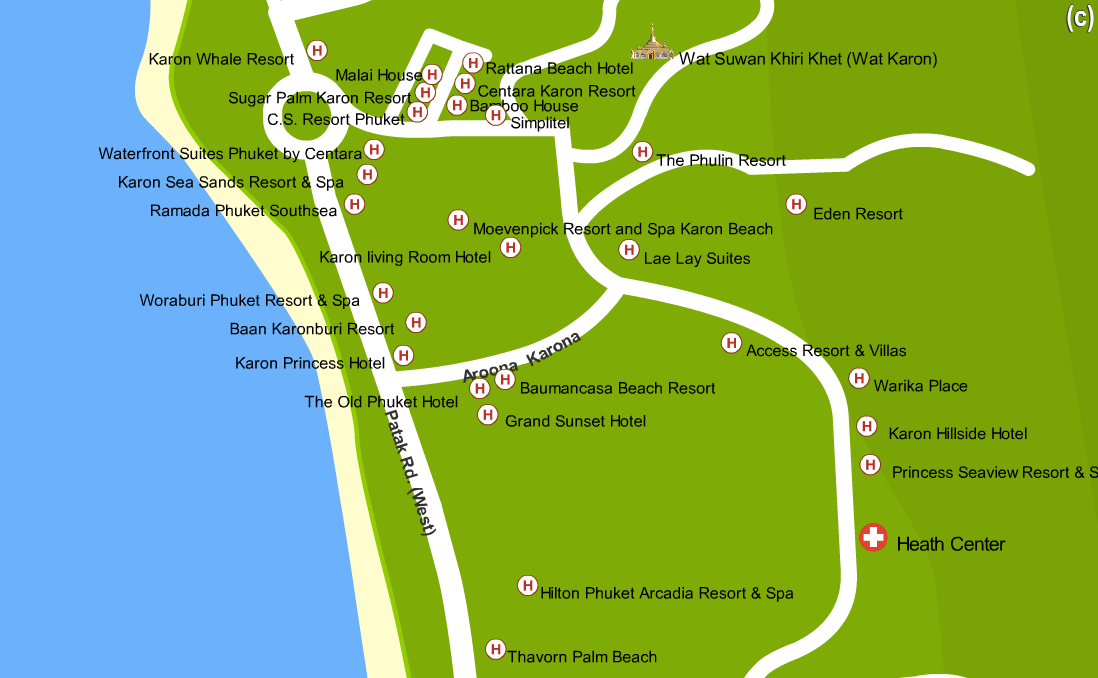 (c)
Karon Whale Resort
Wat Suwan Khiri Khet (Wat Karon)
Rattana Beach Hotel
Malai House
Centara Karon Resort
Sugar Palm Karon Resort
Bamboo House
C.S. Resort Phuket
Simplitel
Waterfront Suites Phuket by Centara
The Phulin Resort
Karon Sea Sands Resort & Spa
Ramada Phuket Southsea
Eden Resort
Moevenpick Resort and Spa Karon Beach
Karon living Room Hotel
Lae Lay Suites
Woraburi Phuket Resort & Spa
Baan Karonburi Resort
Access Resort & Villas
Karon Princess Hotel
Aroona Karona
Warika Place
Baumancasa Beach Resort
The Old Phuket Hotel
Grand Sunset Hotel
Karon Hillside Hotel
Patak Rd. (West)
Princess Seaview Resort & S
Heath Center
Hilton Phuket Arcadia Resort & Spa
Thavorn Palm Beach